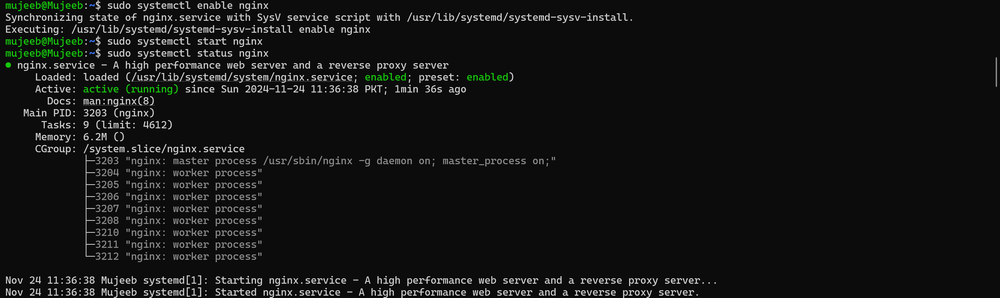 mujeeb@Mujeeb:~$ sudo systemctl enable nginx
Synchronizing state of nginx.service with SysV service script with /usr/lib/systemd/systemd-sysv-install.
Executing: /usr/lib/systemd/systemd-sysv-install enable nginx
mujeeb@Mujeeb:~$ sudo systemctl start nginx
mujeeb@Mujeeb:~$ sudo systemctl status nginx
● nginx.service - A high performance web server and a reverse proxy server
     Loaded: loaded (/usr/lib/systemd/system/nginx.service; enabled; preset: enabled)
     Active: active (running) since Sun 2024-11-24 11:36:38 PKT; 1min 36s ago
       Docs: man:nginx(8)
   Main PID: 3203 (nginx)
      Tasks: 9 (limit: 4612)
     Memory: 6.2M ()
     CGroup: /system.slice/nginx.service
             ├─3203 "nginx: master process /usr/sbin/nginx -g daemon on; master_process on;"
             ├─3204 "nginx: worker process"
             ├─3205 "nginx: worker process"
             ├─3206 "nginx: worker process"
             ├─3207 "nginx: worker process"
             ├─3208 "nginx: worker process"
             ├─3210 "nginx: worker process"
             ├─3211 "nginx: worker process"
             └─3212 "nginx: worker process"
Nov 24 11:36:38 Mujeeb systemd[1]: Starting nginx.service - A high performance web server and a reverse proxy server...
Nov 24 11:36:38 Mujeeb systemd[1]: Started nginx.service - A high performance web server and a reverse proxy server.